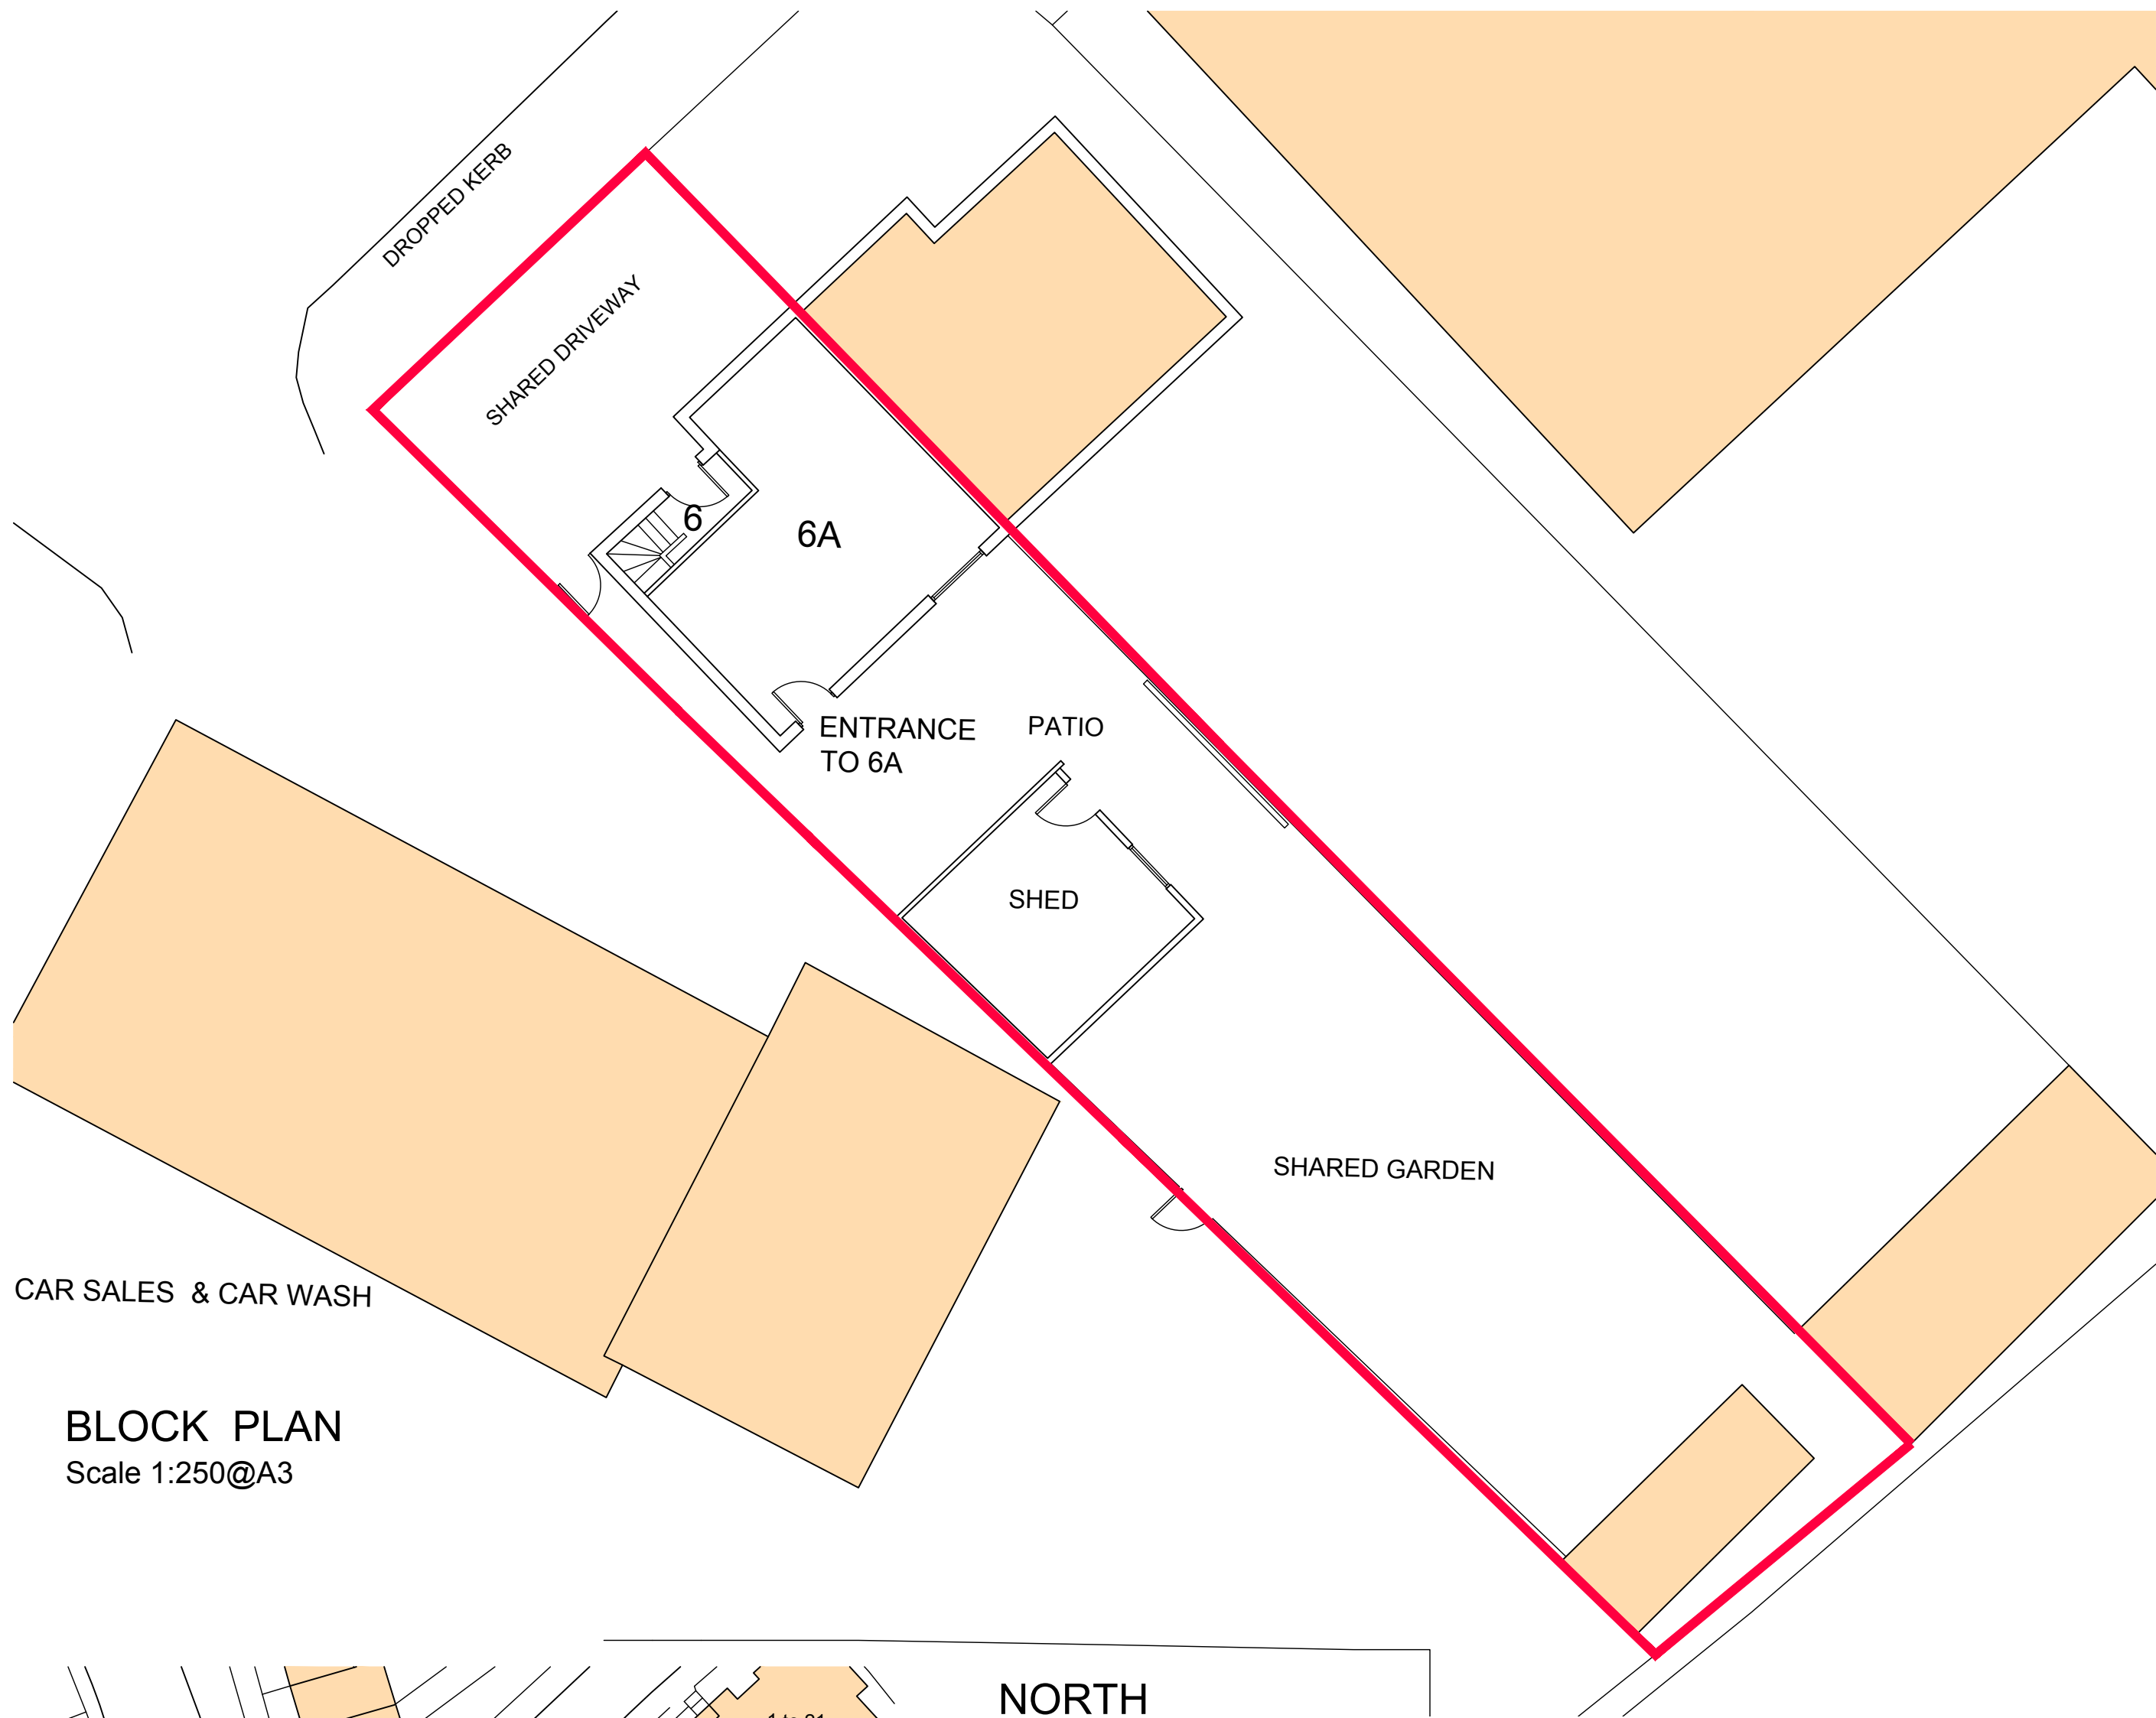 DROPPED KERB
SHARED DRIVEWAY
6
6A
ENTRANCE
TO 6A
PATIO
SHED
SHARED GARDEN
CAR SALES & CAR WASH
BLOCK PLAN
Scale 1:250@A3
NORTH